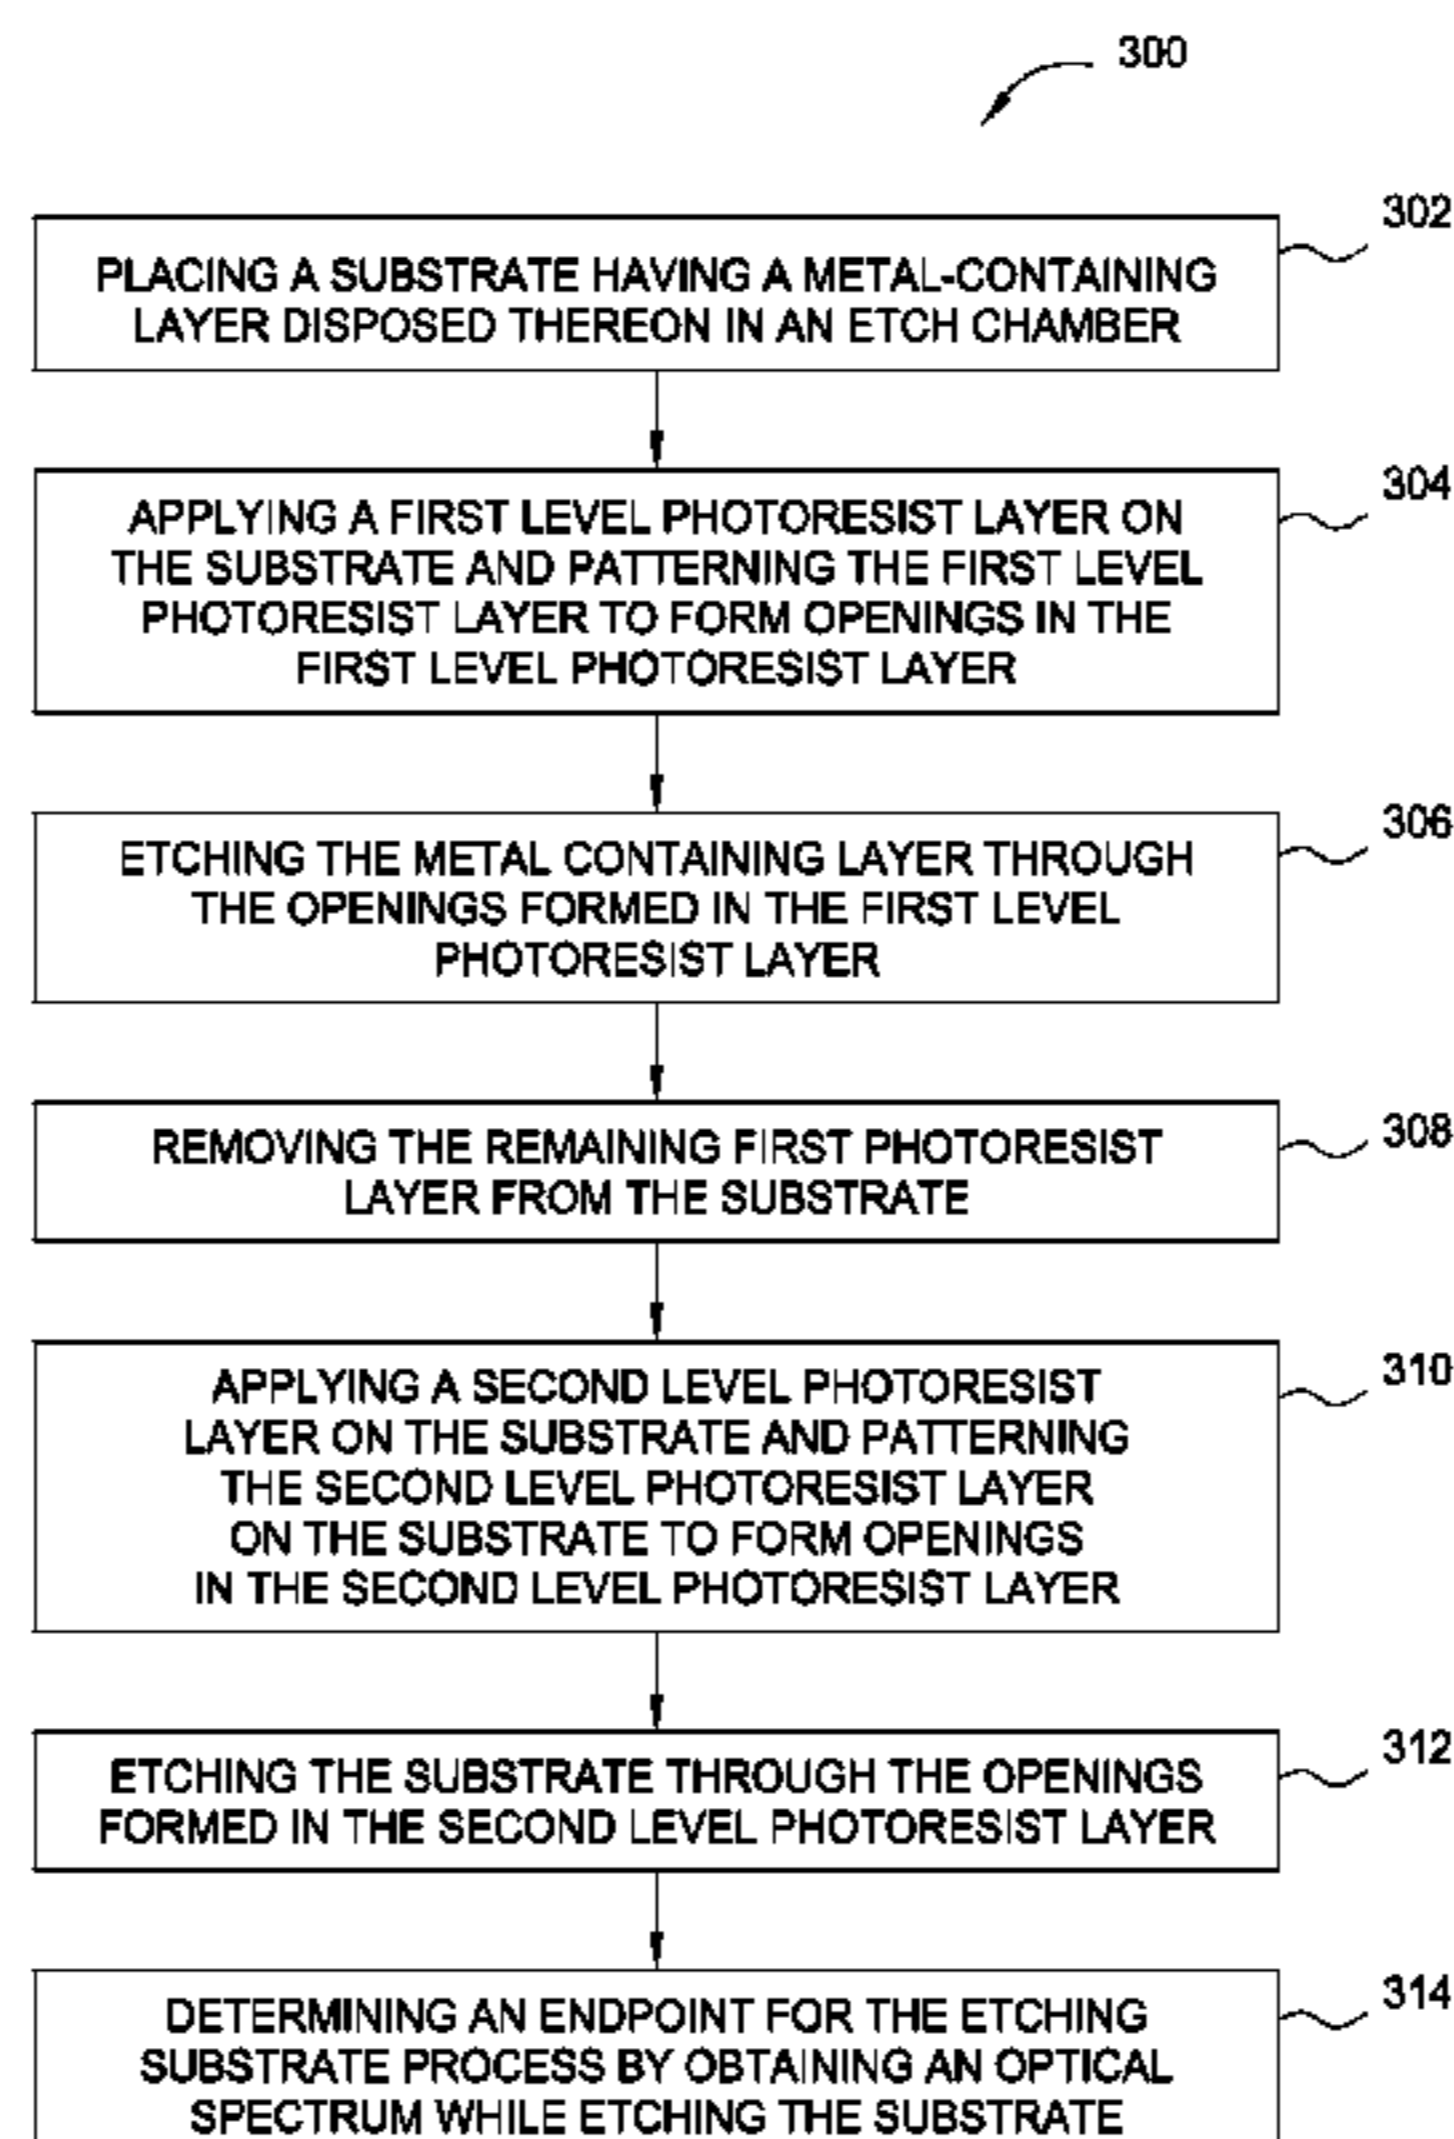 300
302
PLACING A SUBSTRATE HAVING A METAL-CONTAINING
LAYER DISPOSED THEREON IN AN ETCH CHAMBER
304
APPLYING A FIRST LEVEL PHOTORESIST LAYER ON
THE SUBSTRATE AND PATTERNING THE FIRST LEVEL
PHOTORESIST LAYER TO FORM OPENINGS IN THE
FIRST LEVEL PHOTORESIST LAYER
306
ETCHING THE METAL CONTAINING LAYER THROUGH
THE OPENINGS FORMED IN THE FIRST LEVEL
PHOTORESIST LAYER
308
REMOVING THE REMAINING FIRST PHOTORESIST
LAYER FROM THE SUBSTRATE
310
APPLYING A SECOND LEVEL PHOTORESIST
LAYER ON THE SUBSTRATE AND PATTERNING
THE SECOND LEVEL PHOTORESIST LAYER
ON THE SUBSTRATE TO FORM OPENINGS
IN THE SECOND LEVEL PHOTORESIST LAYER
312
ETCHING THE SUBSTRATE THROUGH THE OPENINGS
FORMED IN THE SECOND LEVEL PHOTORESIST LAYER
314
DETERMINING AN ENDPOINT FOR THE ETCHING
SUBSTRATE PROCESS BY OBTAINING AN OPTICAL
SPECTRUM WHILE ETCHING THE SUBSTRATE